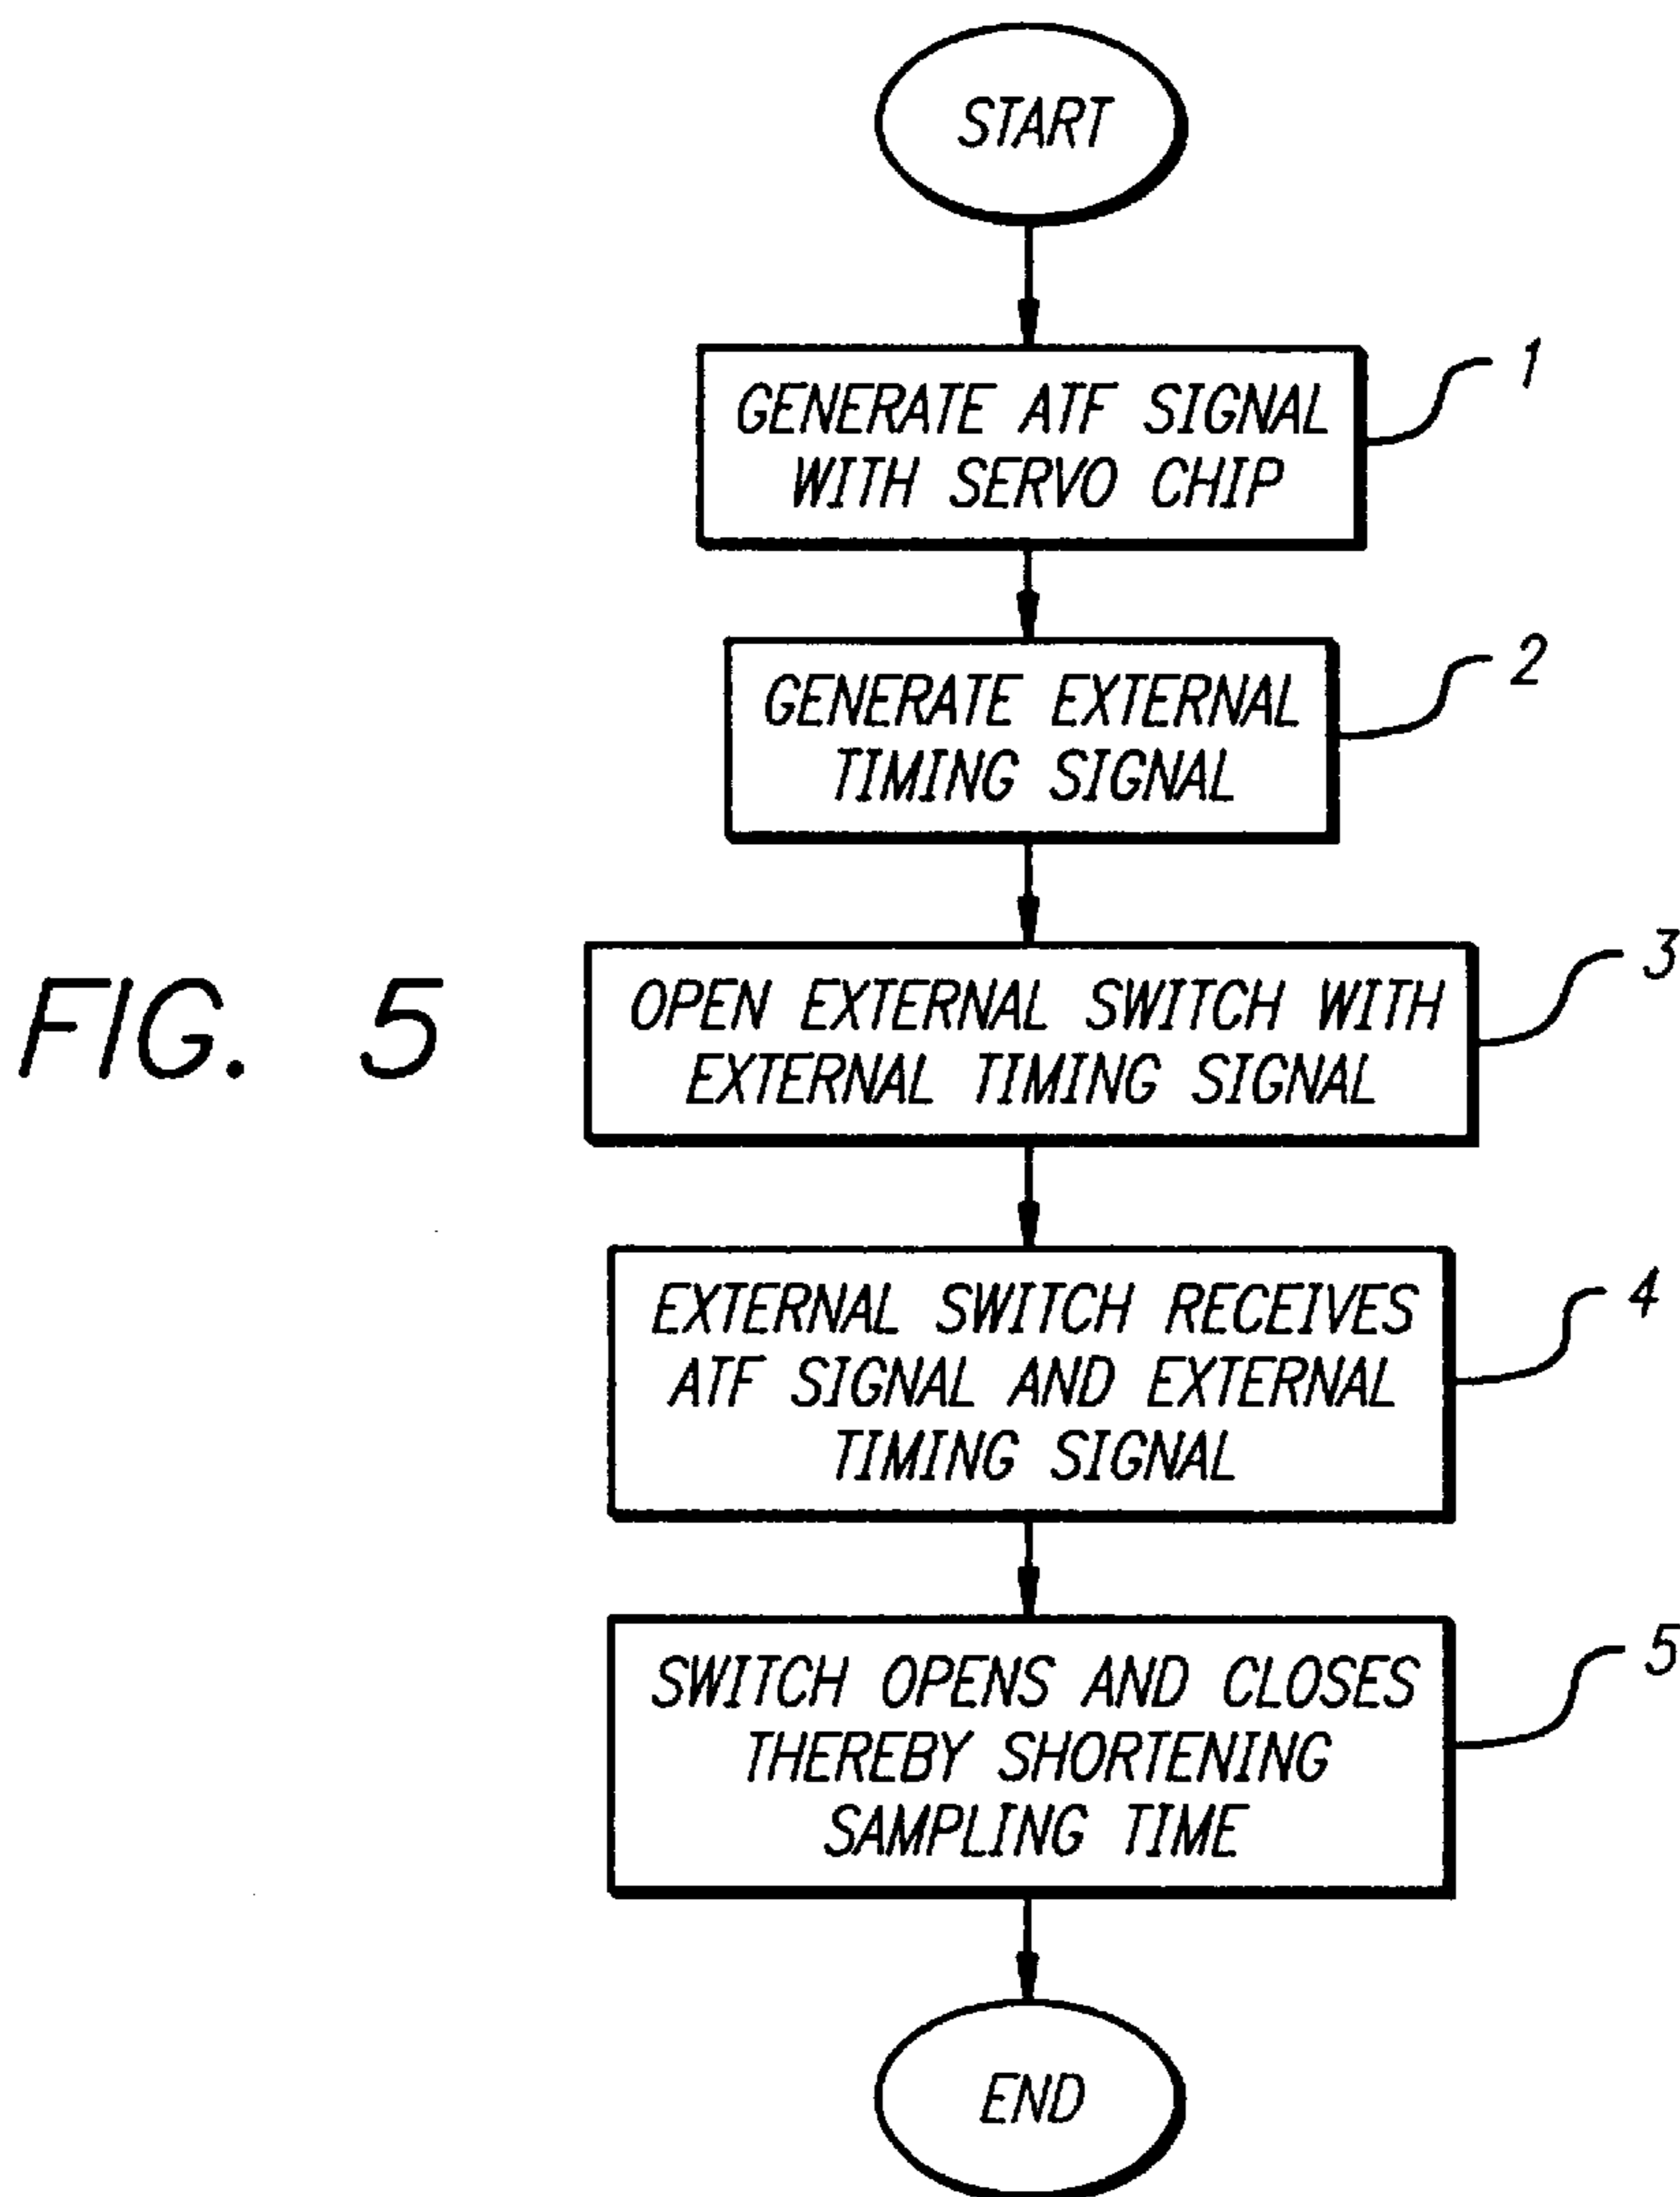 START
GENERATE ATF SIGNAL
WITH SERVO CHIP
1
GENERATE EXTERNAL
TIMING SIGNAL
2
OPEN EXTERNAL SWITCH WITH
EXTERNAL TIMING SIGNAL
3
FIG. 5
EXTERNAL SWITCH RECEIVES
ATF SIGNAL AND EXTERNAL
TIMING SIGNAL
4
SWITCH OPENS AND CLOSES
THEREBY SHORTENING
SAMPLING TIME
5
END